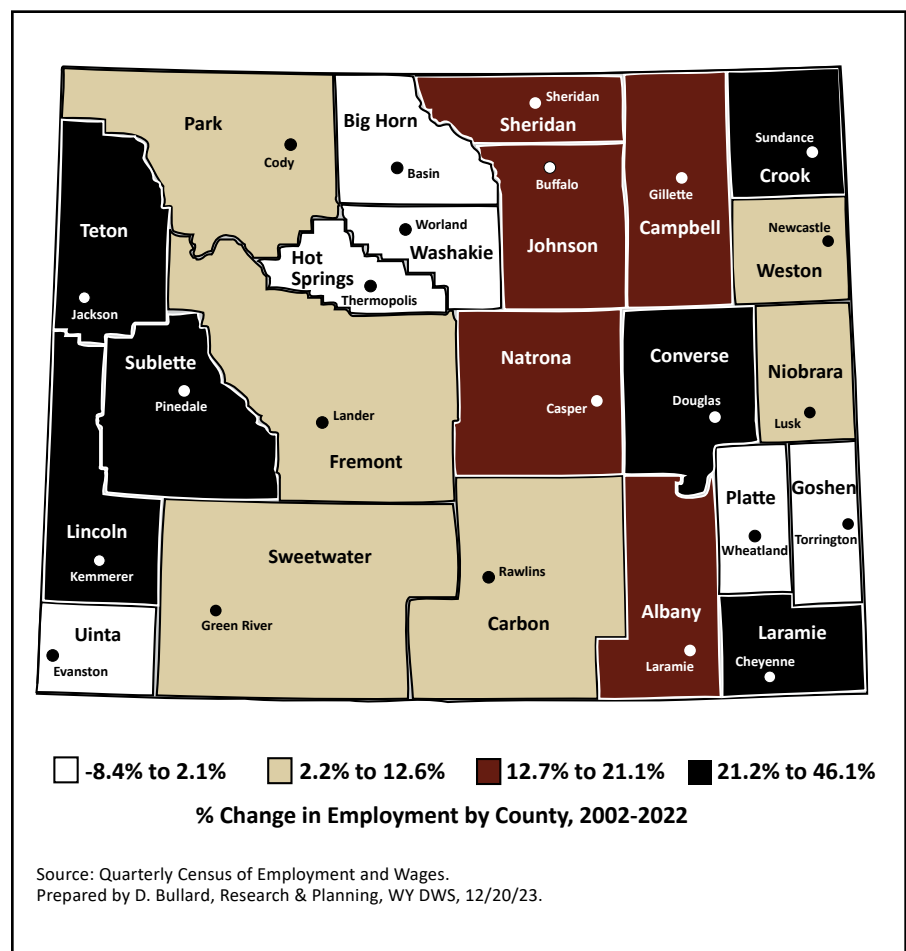 Park
Cody
Big Horn
Basin
Sheridan
Sheridan
Buffalo
Johnson
Gillette
Campbell
Sundance
Crook
Teton
Jackson
Worland
Washakie
Hot
Springs
Thermopolis
Newcastle
Weston
Sublette
Pinedale
Lander
Fremont
Natrona
Casper
Converse
Douglas
Niobrara
Lusk
Lincoln
Kemmerer
Sweetwater
Green River
Rawlins
Carbon
Platte
Wheatland
Goshen
Torrington
Uinta
Evanston
Albany
Laramie
Laramie
Cheyenne
-8.4% to 2.1% 2.2% to 12.6% 12.7% to 21.1% 21.2% to 46.1%
% Change in Employment by County, 2002-2022
Source: Quarterly Census of Employment and Wages.
Prepared by D. Bullard, Research & Planning, WY DWS, 12/20/23.